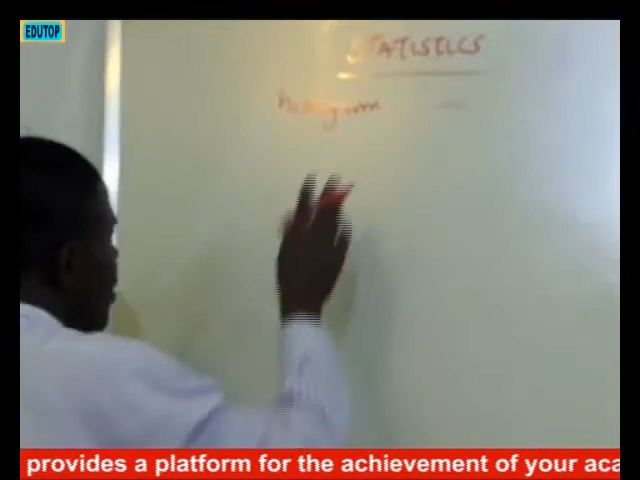 EDUTOP
STATISTICS
histogram
provides a platform for the achievement of your aca